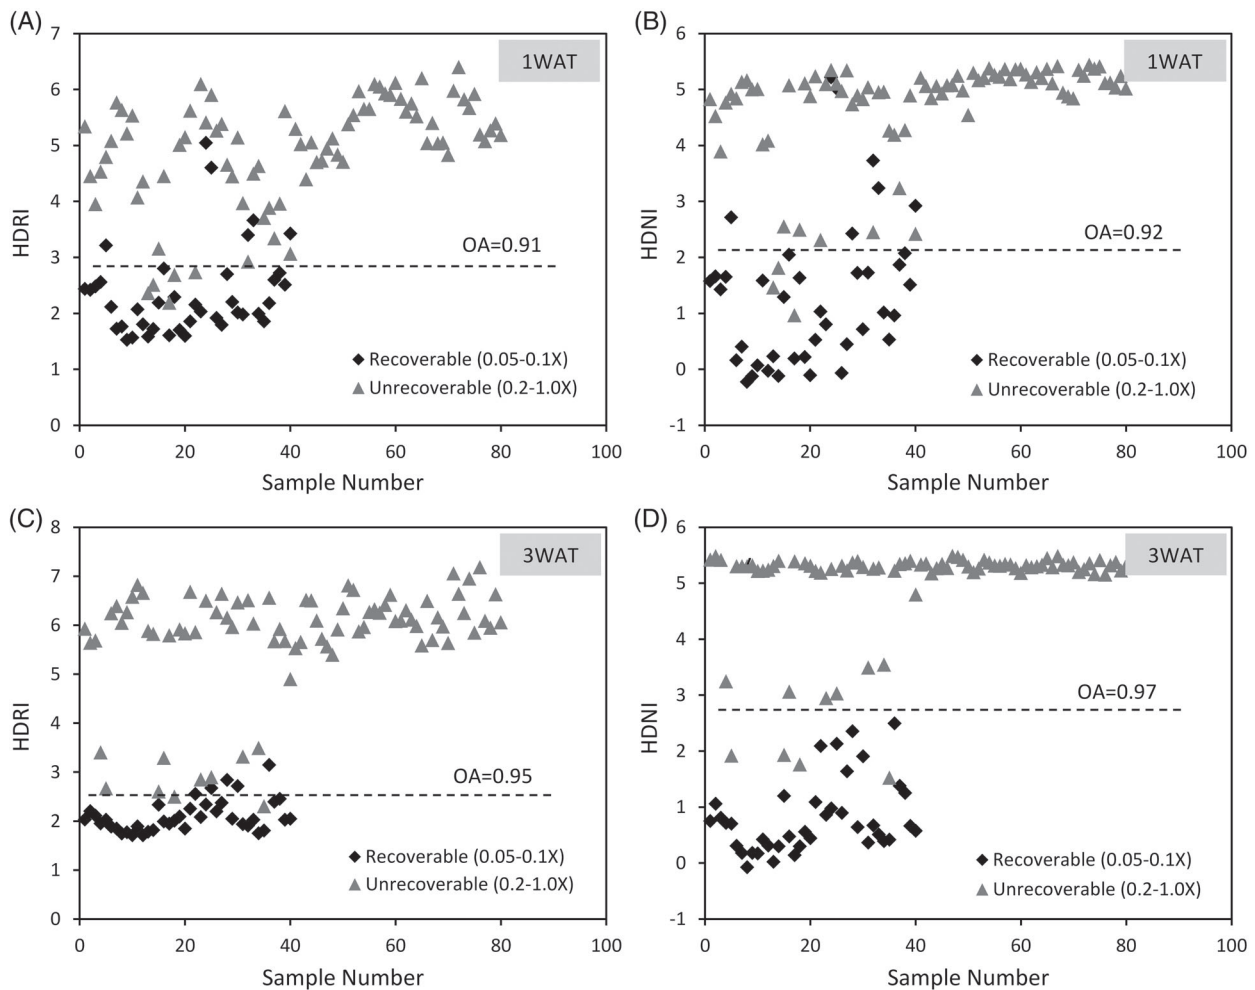 (A)
7
6
5
4
3
2
1
0
HDRI
1WAT
OA=0.91
Recoverable (0.05-0.1X)
Unrecoverable (0.2-1.0X)
0 20 40 60 80 100
Sample Number
(B)
6
5
4
3
2
1
0
-1
HDNI
1WAT
OA=0.92
Recoverable (0.05-0.1X)
Unrecoverable (0.2-1.0X)
0 20 40 60 80 100
Sample Number
(C)
8
7
6
5
4
3
2
1
0
HDRI
3WAT
OA=0.95
Recoverable (0.05-0.1X)
Unrecoverable (0.2-1.0X)
0 20 40 60 80 100
Sample Number
(D)
6
5
4
3
2
1
0
-1
HDNI
3WAT
OA=0.97
Recoverable (0.05-0.1X)
Unrecoverable (0.2-1.0X)
0 20 40 60 80 100
Sample Number